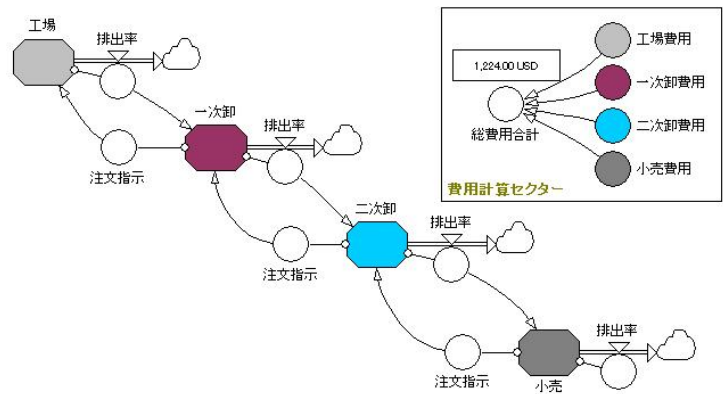 工場
排出率
工場費用
1,224.00 USD
一次卸費用
一次卸
排出率
二次卸費用
総費用合計
注文指示
小売費用
費用計算セクター
二次卸
排出率
注文指示
排出率
注文指示
小売